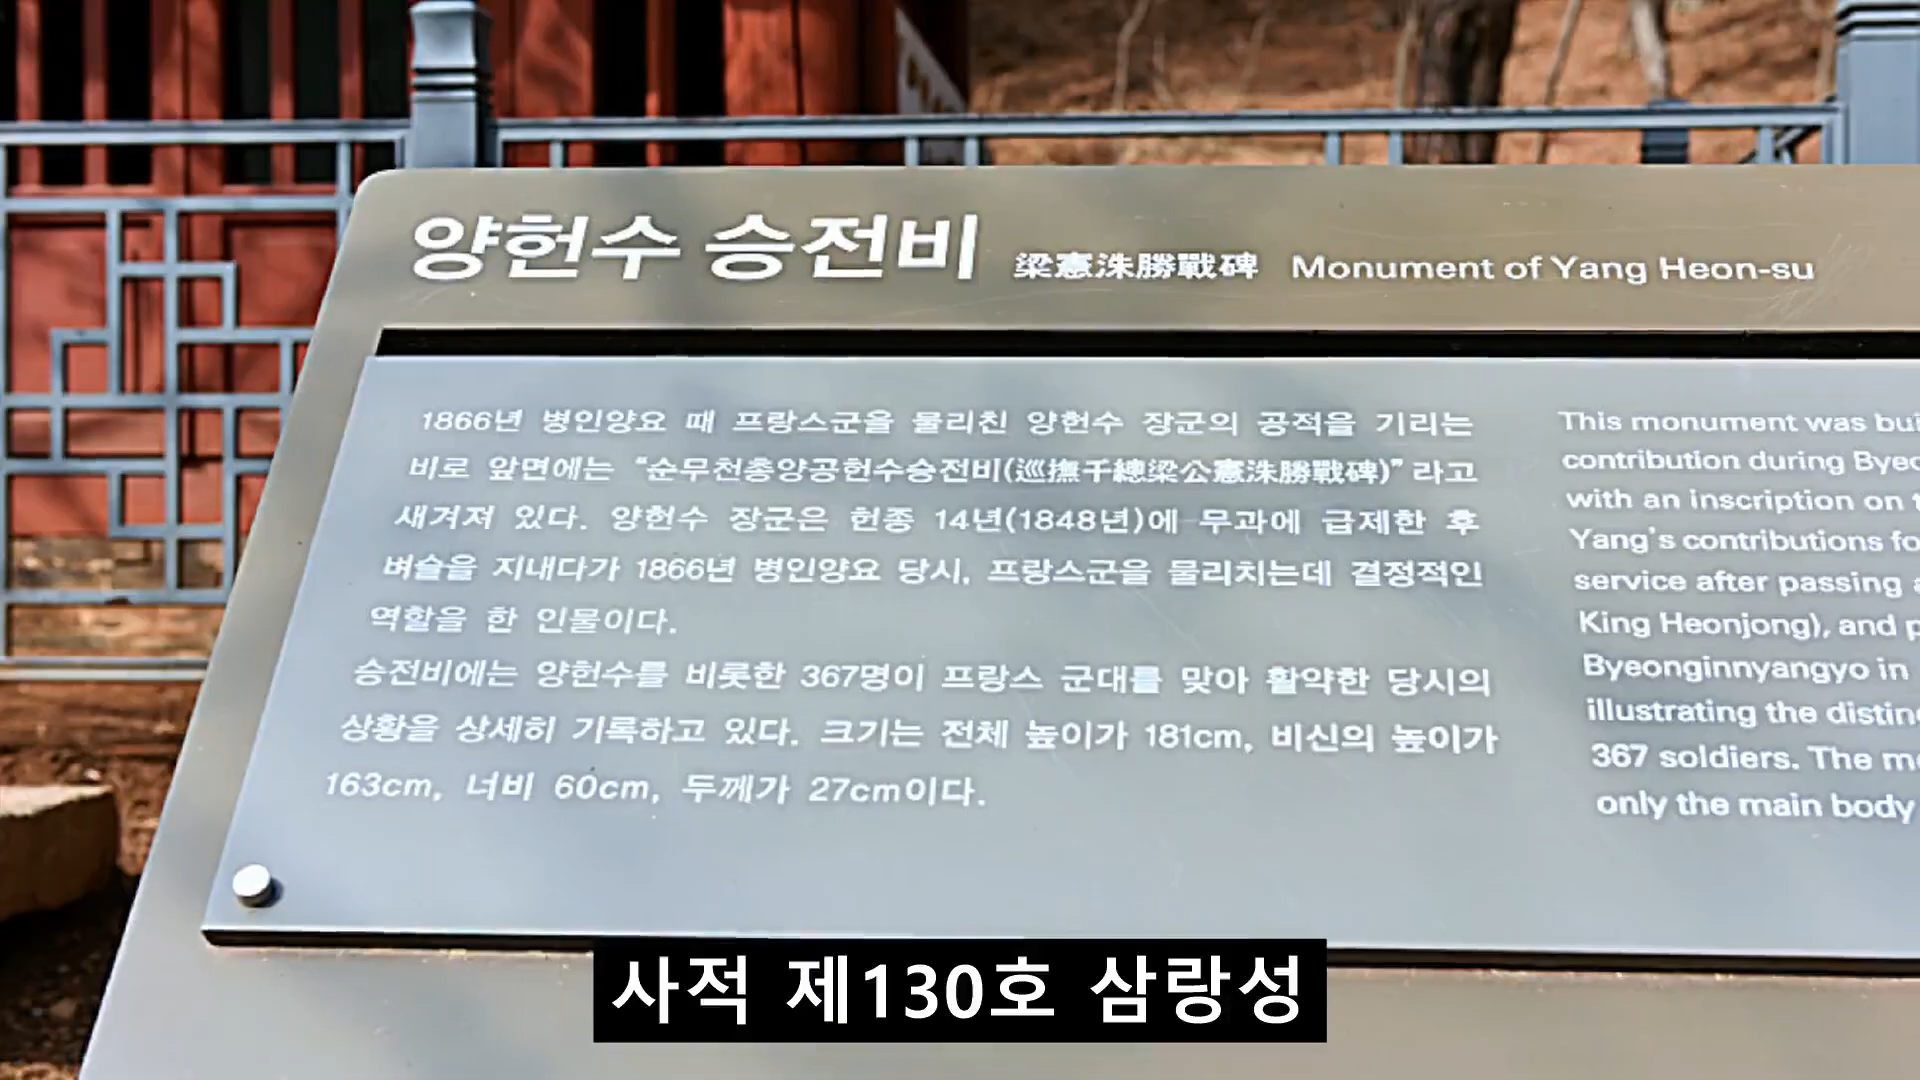 양헌수 승전비 梁憲洙勝戰碑 Monument of Yang Heon-su
1866년 병인양요 때 프랑스군을 물리친 양헌수 장군의 공적을 기리는
비로 앞면에는 “순무천총양공헌수승전비(巡撫千總梁公憲洙勝戰碑)”라고
새겨져 있다. 양헌수 장군은 헌종 14년(1848년)에 무과에 급제한 후
벼슬을 지내다가 1866년 병인양요 당시, 프랑스군을 물리치는데 결정적인
역할을 한 인물이다.
승전비에는 양헌수를 비롯한 367명이 프랑스 군대를 맞아 활약한 당시의
상황을 상세히 기록하고 있다. 크기는 전체 높이가 181cm, 비신의 높이가
163cm, 너비 60cm, 두께가 27cm이다.
This monument was
contribution during
with an inscription on
Yang's contributions
service after passing
King Heonjong), and
Byeonginnyangyo in
illustrating the
367 soldiers. The
only the main body
사적 제130호 삼랑성